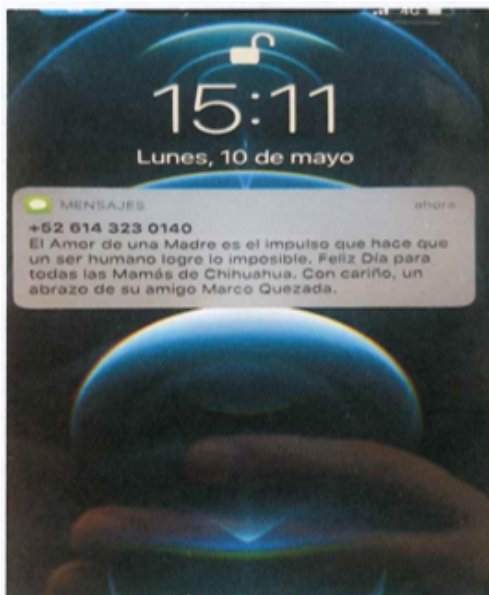 4G
15:11
Lunes, 10 de mayo
MENSAJES ahora
+52 614 323 0140
El Amor de una Madre es el impulso que hace que
un ser humano logre lo imposible. Feliz Día para
todas las Mamás de Chihuahua. Con cariño, un
abrazo de su amigo Marco Quezada.